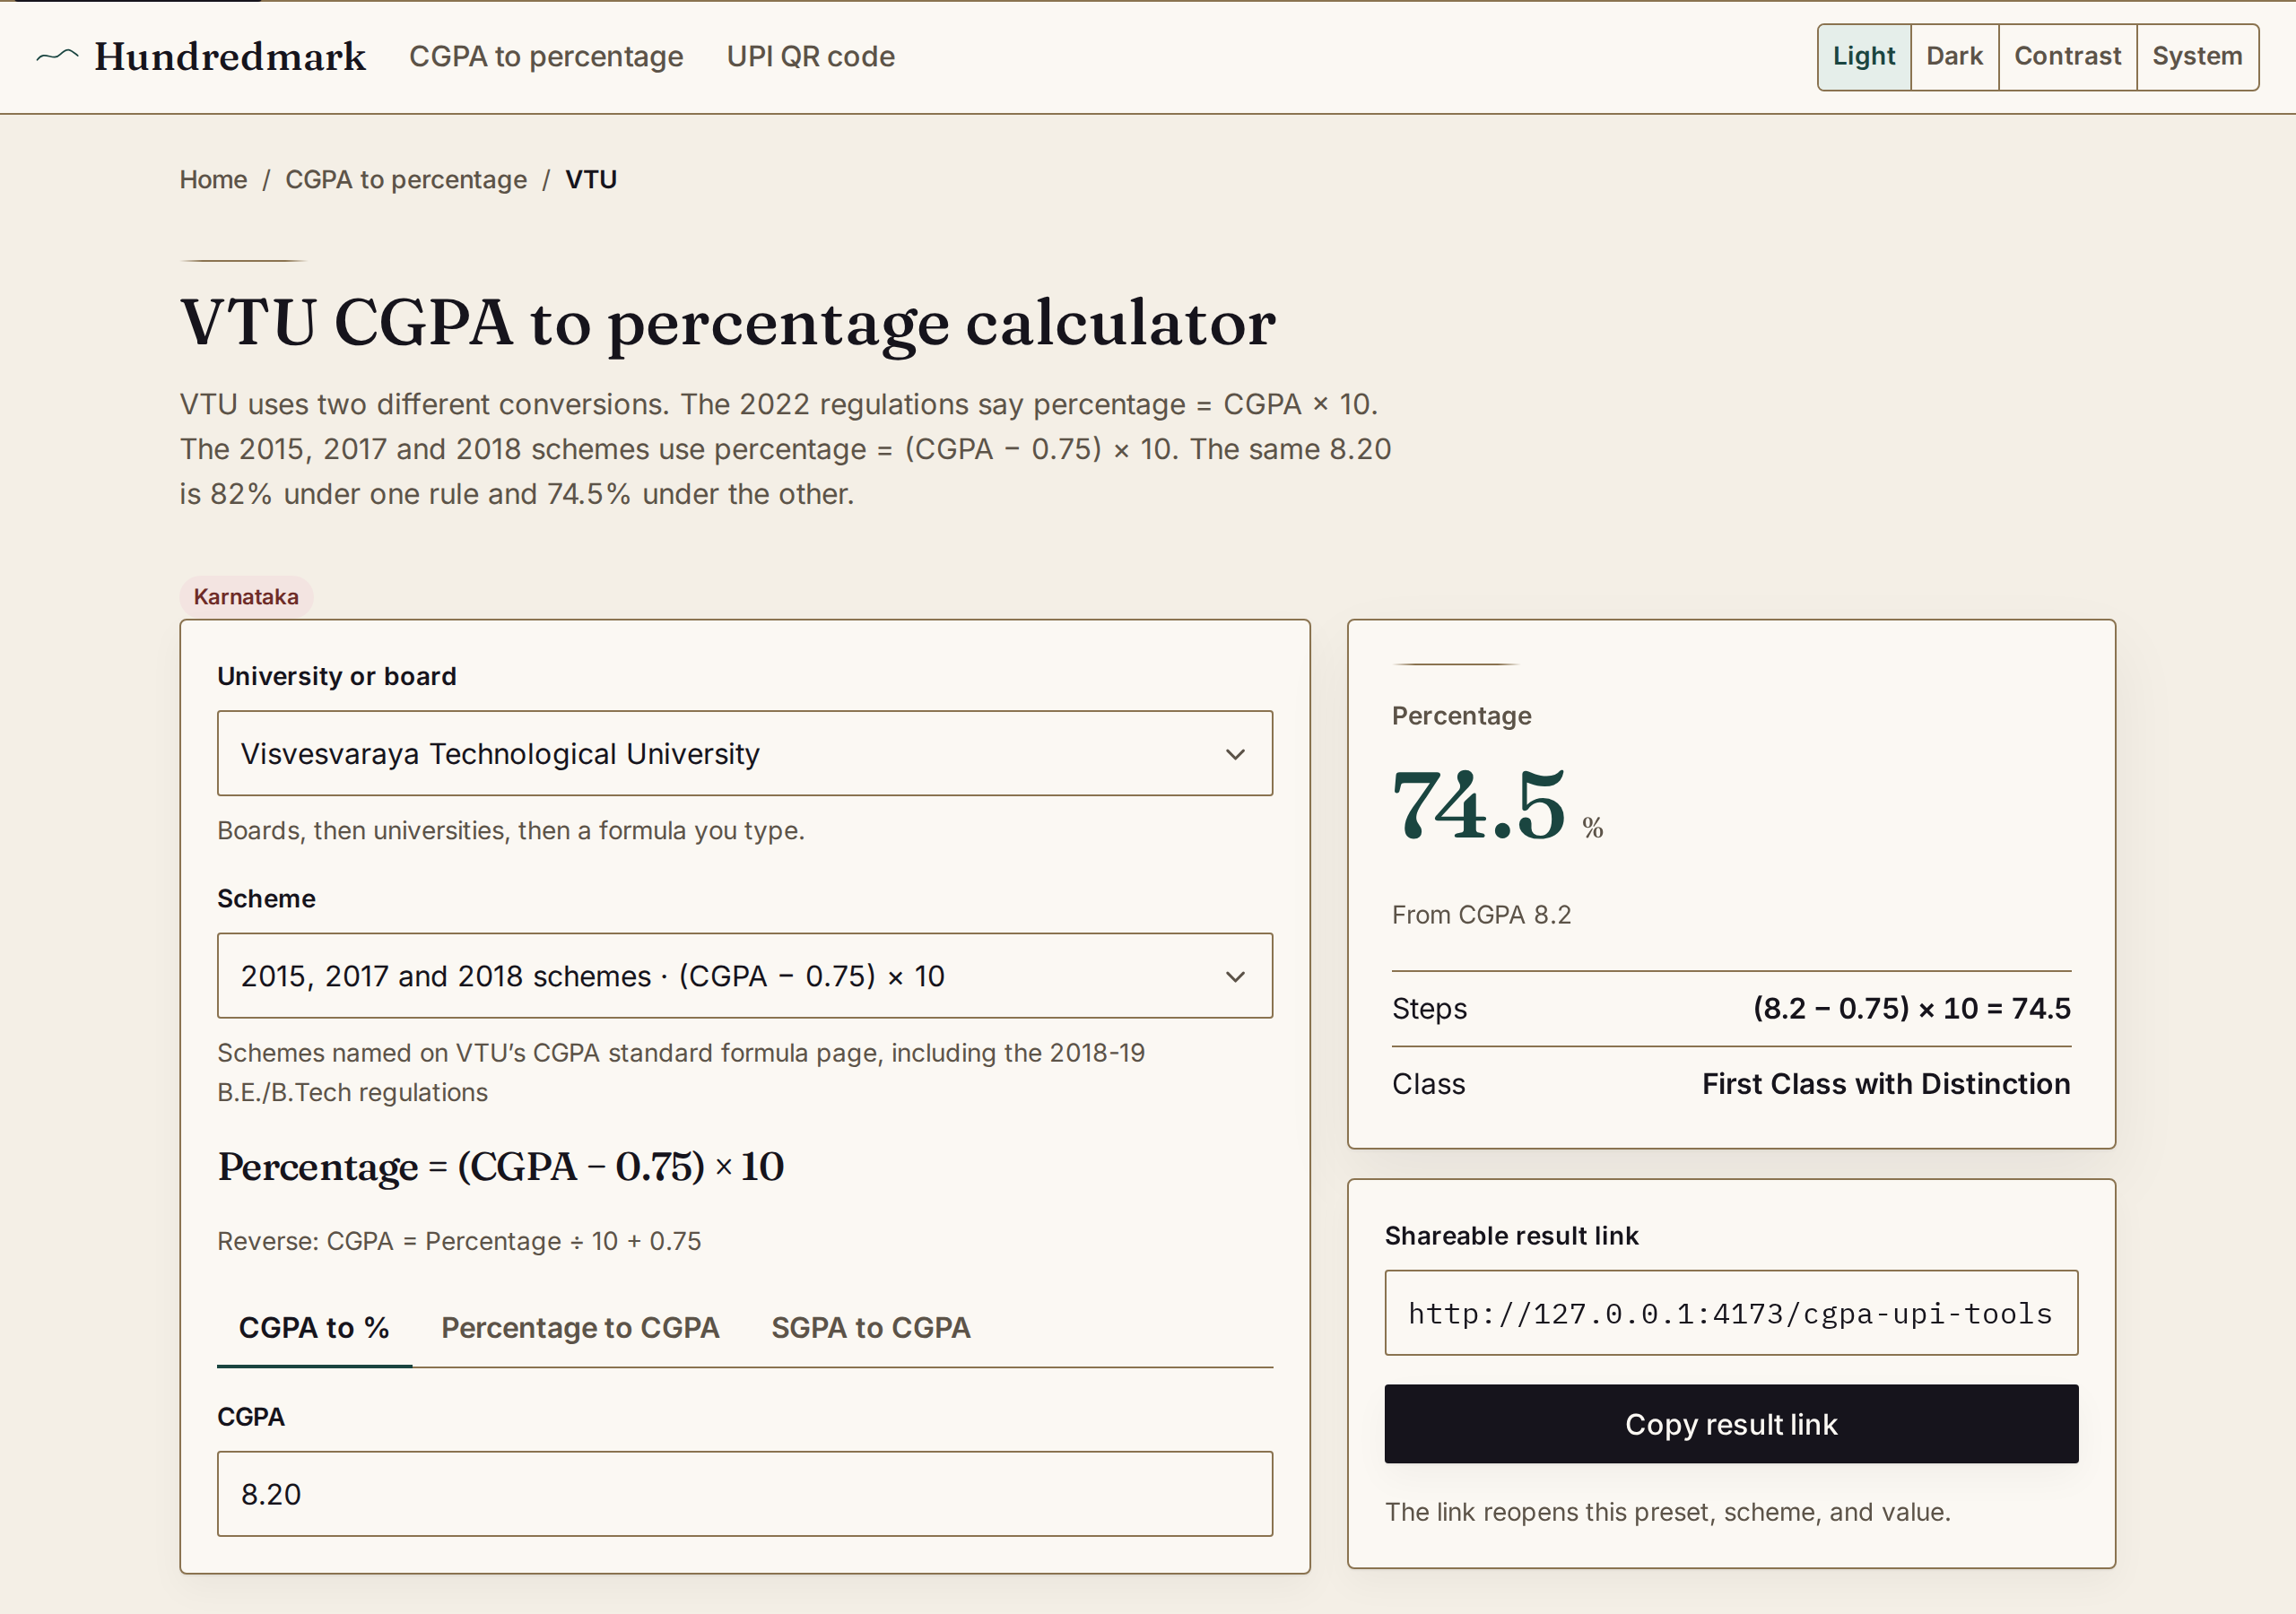 Hundredmark
CGPA to percentage
UPI QR code
Light
Dark
Contrast
System
Home / CGPA to percentage / VTU
VTU CGPA to percentage calculator
VTU uses two different conversions. The 2022 regulations say percentage = CGPA × 10.
The 2015, 2017 and 2018 schemes use percentage = (CGPA − 0.75) × 10. The same 8.20
is 82% under one rule and 74.5% under the other.
Karnataka
University or board
Visvesvaraya Technological University
Boards, then universities, then a formula you type.
Scheme
2015, 2017 and 2018 schemes · (CGPA − 0.75) × 10
Schemes named on VTU’s CGPA standard formula page, including the 2018-19
B.E./B.Tech regulations
Percentage = (CGPA − 0.75) × 10
Reverse: CGPA = Percentage ÷ 10 + 0.75
CGPA to %
Percentage to CGPA
SGPA to CGPA
CGPA
8.20
Percentage
74.5 %
From CGPA 8.2
Steps (8.2 − 0.75) × 10 = 74.5
Class First Class with Distinction
Shareable result link
http://127.0.0.1:4173/cgpa-upi-tools
Copy result link
The link reopens this preset, scheme, and value.